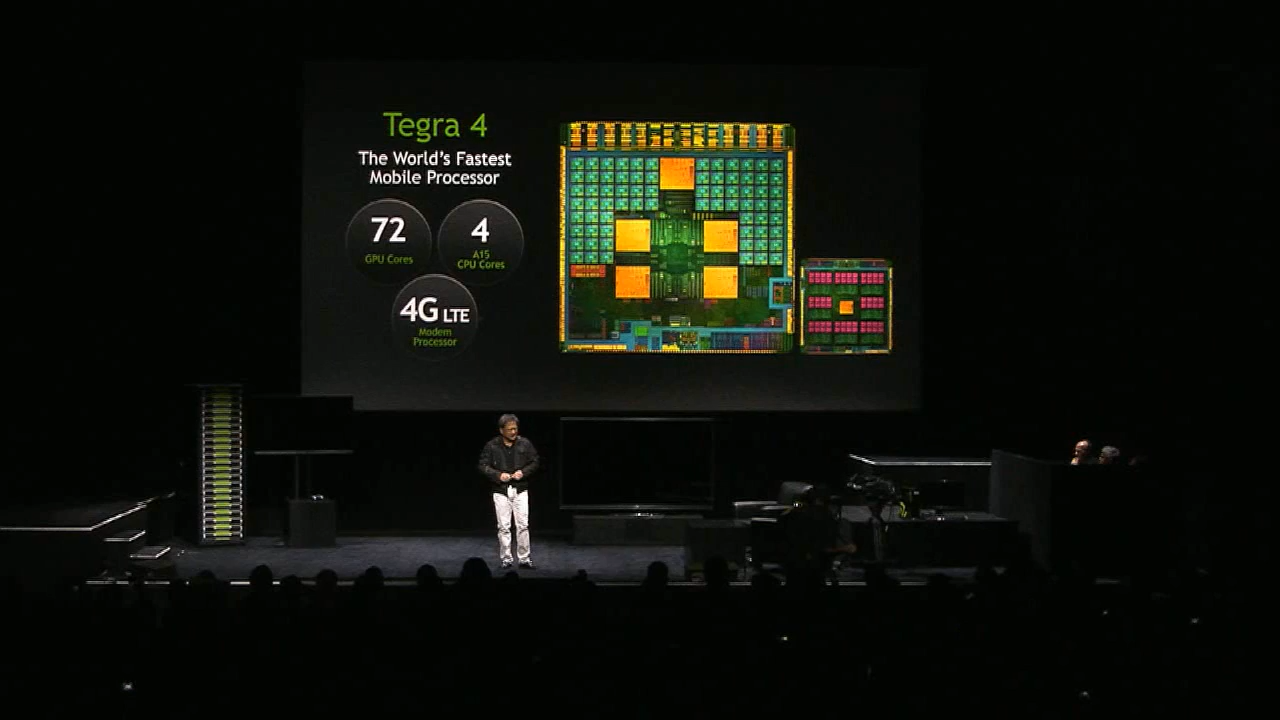 Tegra 4
The World's Fastest
Mobile Processor
72
GPU Cores
4
A15
CPU Cores
4G LTE
Modem
Processor